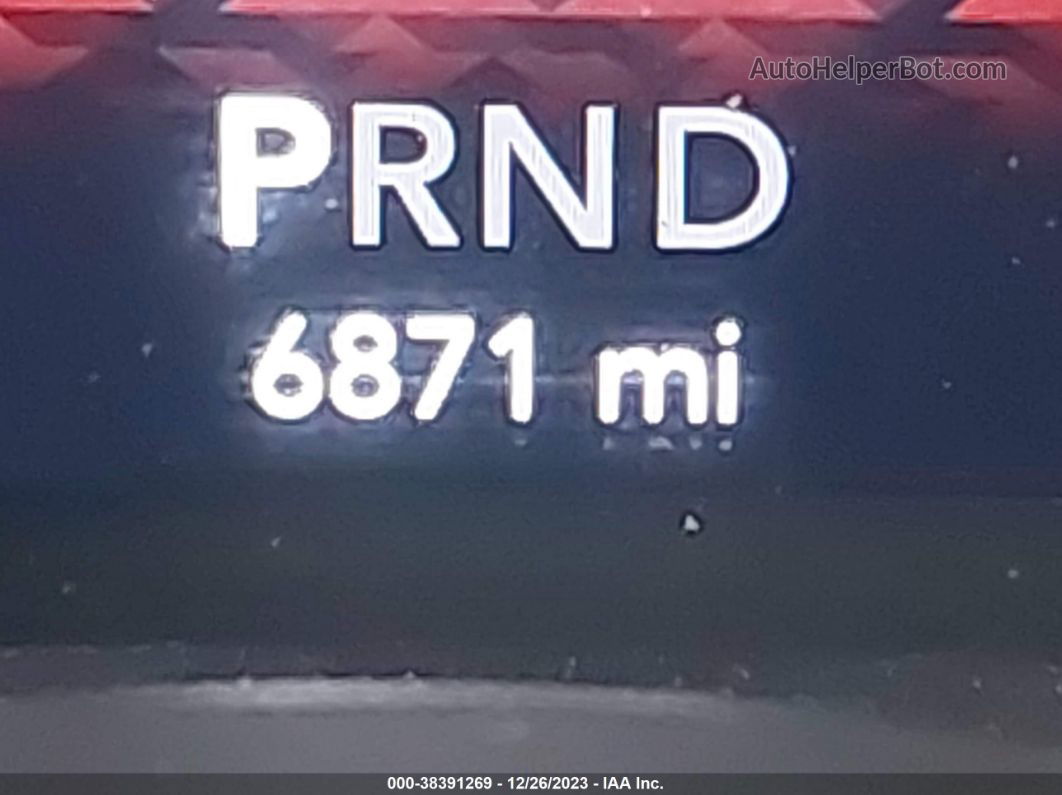 AutoHelperBot.com
PRND
6871 mi
000-38391269 - 12/26/2023 - IAA Inc.